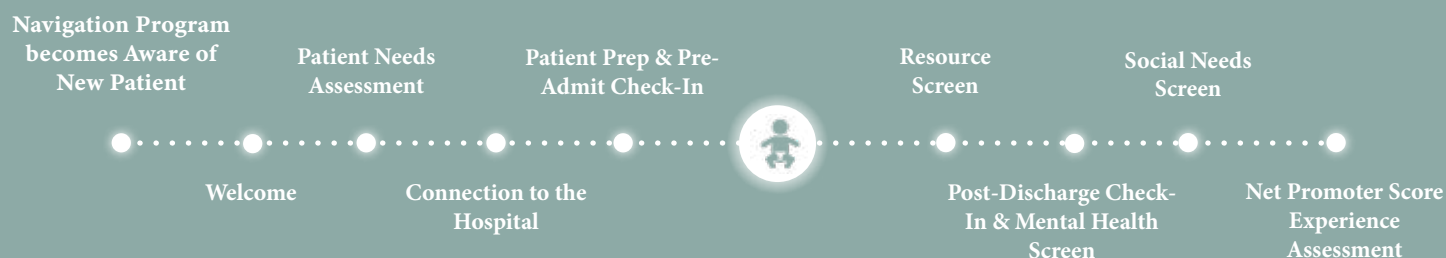 Navigation Program
becomes Aware of
New Patient
Welcome
Patient Needs
Assessment
Connection to the
Hospital
Patient Prep & Pre-
Admit Check-In
Resource
Screen
Post-Discharge Check-
In & Mental Health
Screen
Social Needs
Screen
Net Promoter Score
Experience
Assessment